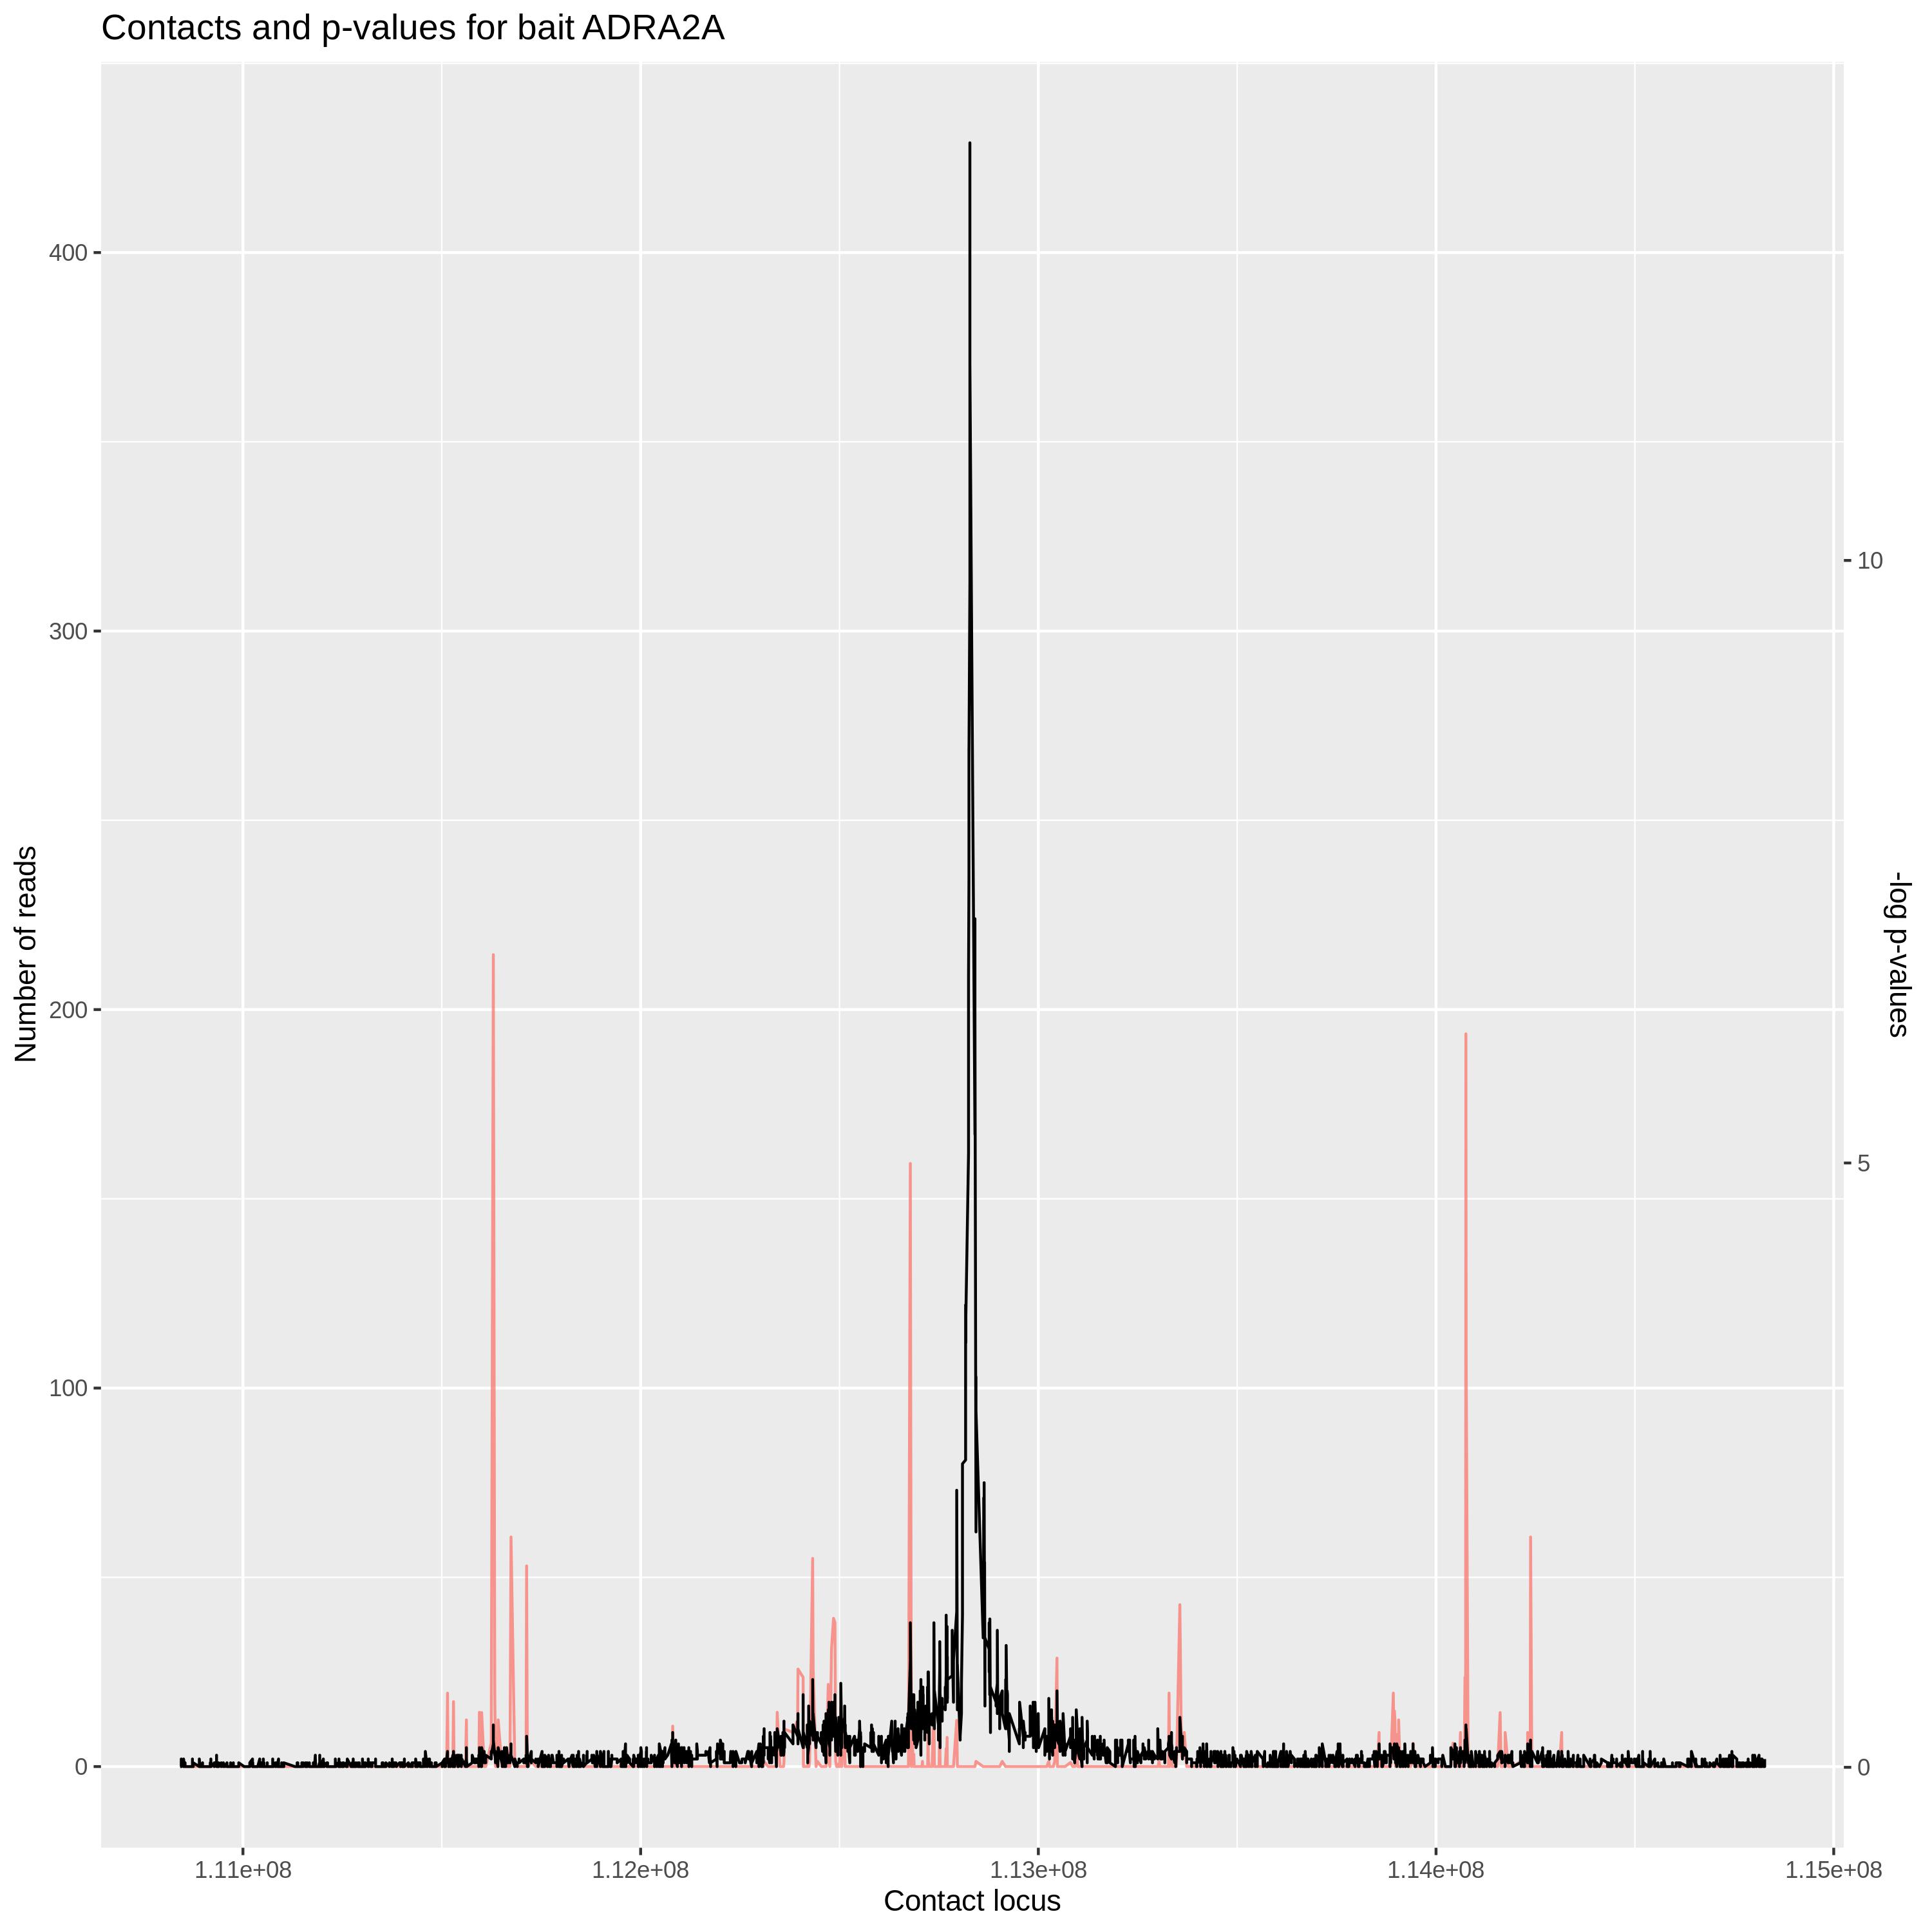 Contacts and p-values for bait ADRA2A
400
300
200
100
0
Number of reads
10
5
0
-log p-values
1.11e+08
1.12e+08
1.13e+08
1.14e+08
1.15e+08
Contact locus